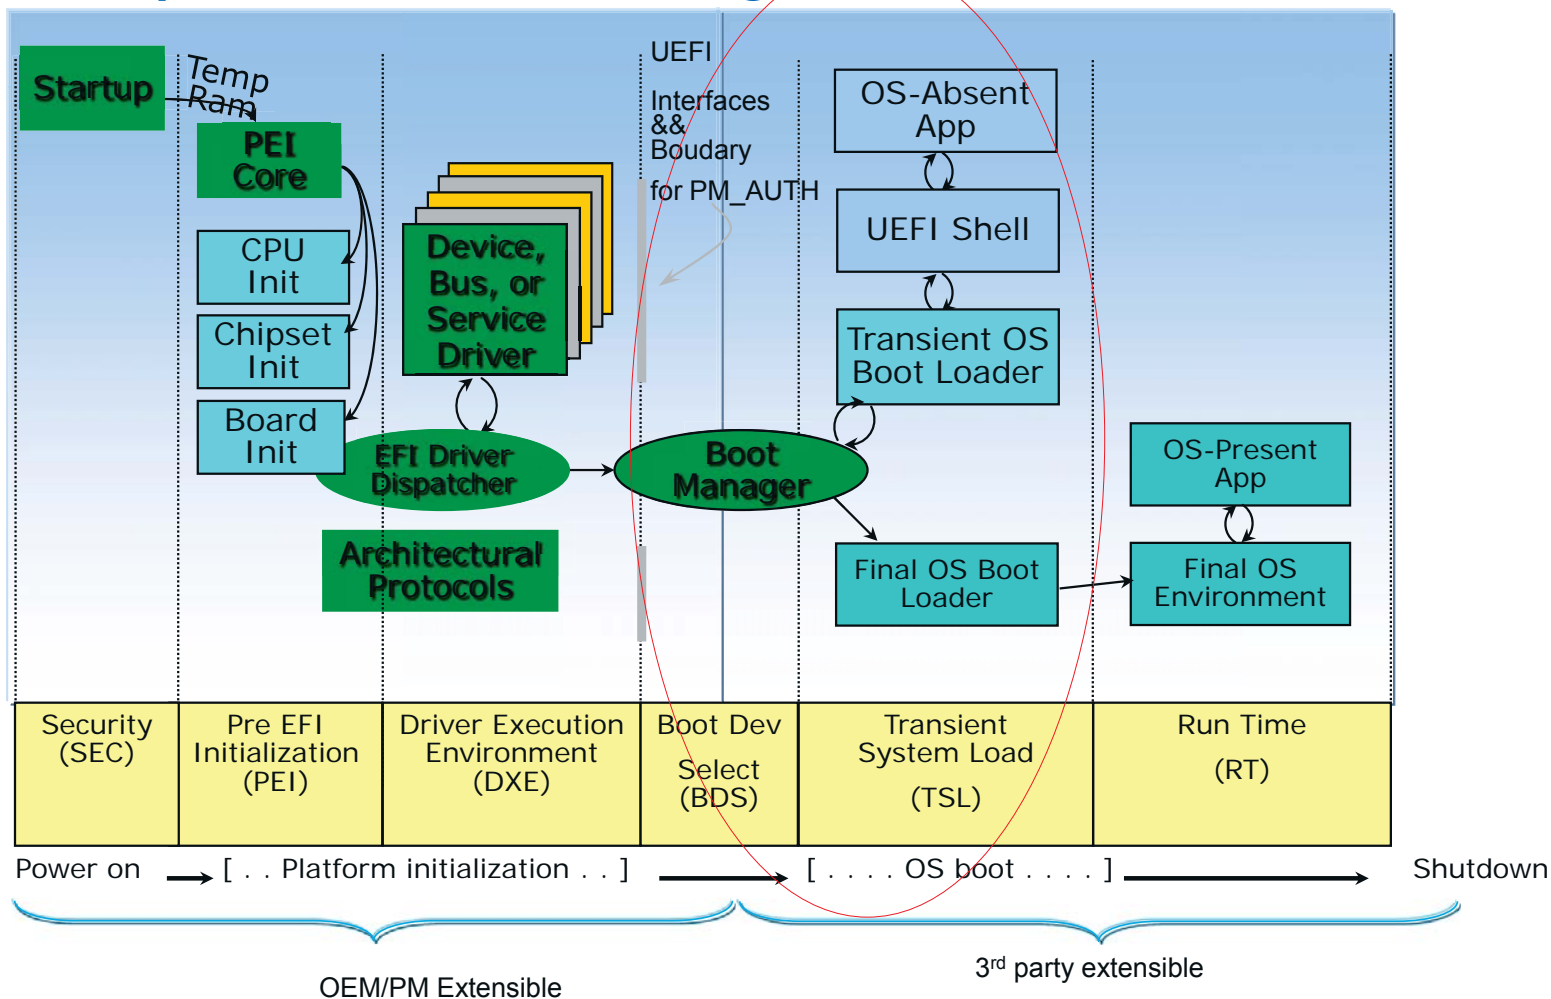 Startup
Temp
Ram
PEI
Core
CPU
Init
Chipset
Init
Board
Init
Device,
Bus, or
Service
Driver
EFI Driver
Dispatcher
Architectural
Protocols
UEFI
Interfaces
&&
Boudary
for PM_AUTH
Boot
Manager
OS-Absent
App
UEFI Shell
Transient OS
Boot Loader
Final OS Boot
Loader
OS-Present
App
Final OS
Environment
Security
(SEC)
Pre EFI
Initialization
(PEI)
Driver Execution
Environment
(DXE)
Boot Dev
Select
(BDS)
Transient
System Load
(TSL)
Run Time
(RT)
Power on [ . . Platform initialization . . ] [ . . . . OS boot . . . . ] Shutdown
OEM/PM Extensible
3rd party extensible